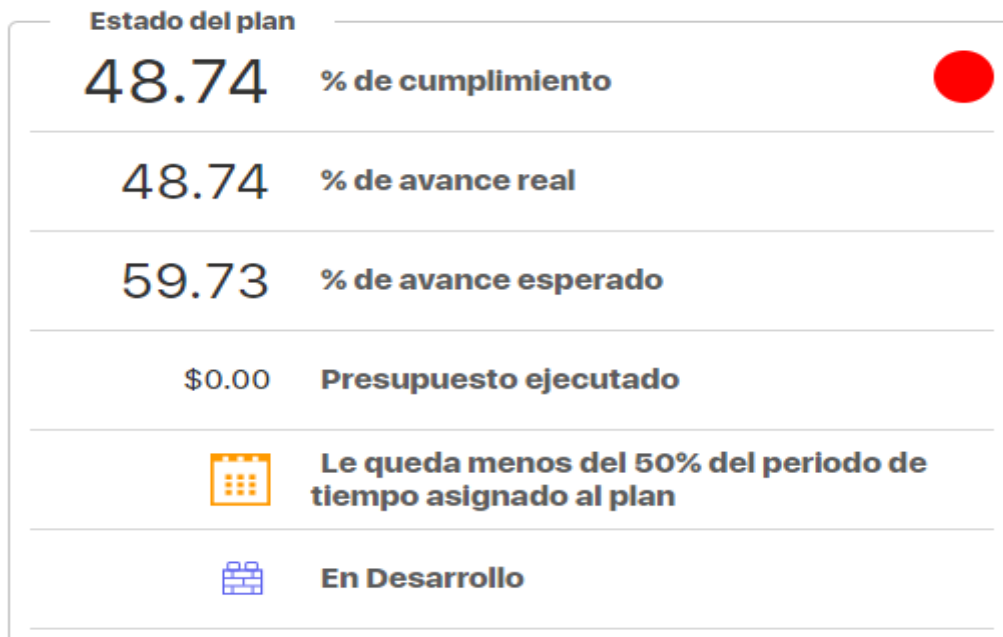 Estado del plan
48.74 % de cumplimiento
48.74 % de avance real
59.73 % de avance esperado
$0.00 Presupuesto ejecutado
Le queda menos del 50% del periodo de
tiempo asignado al plan
En Desarrollo